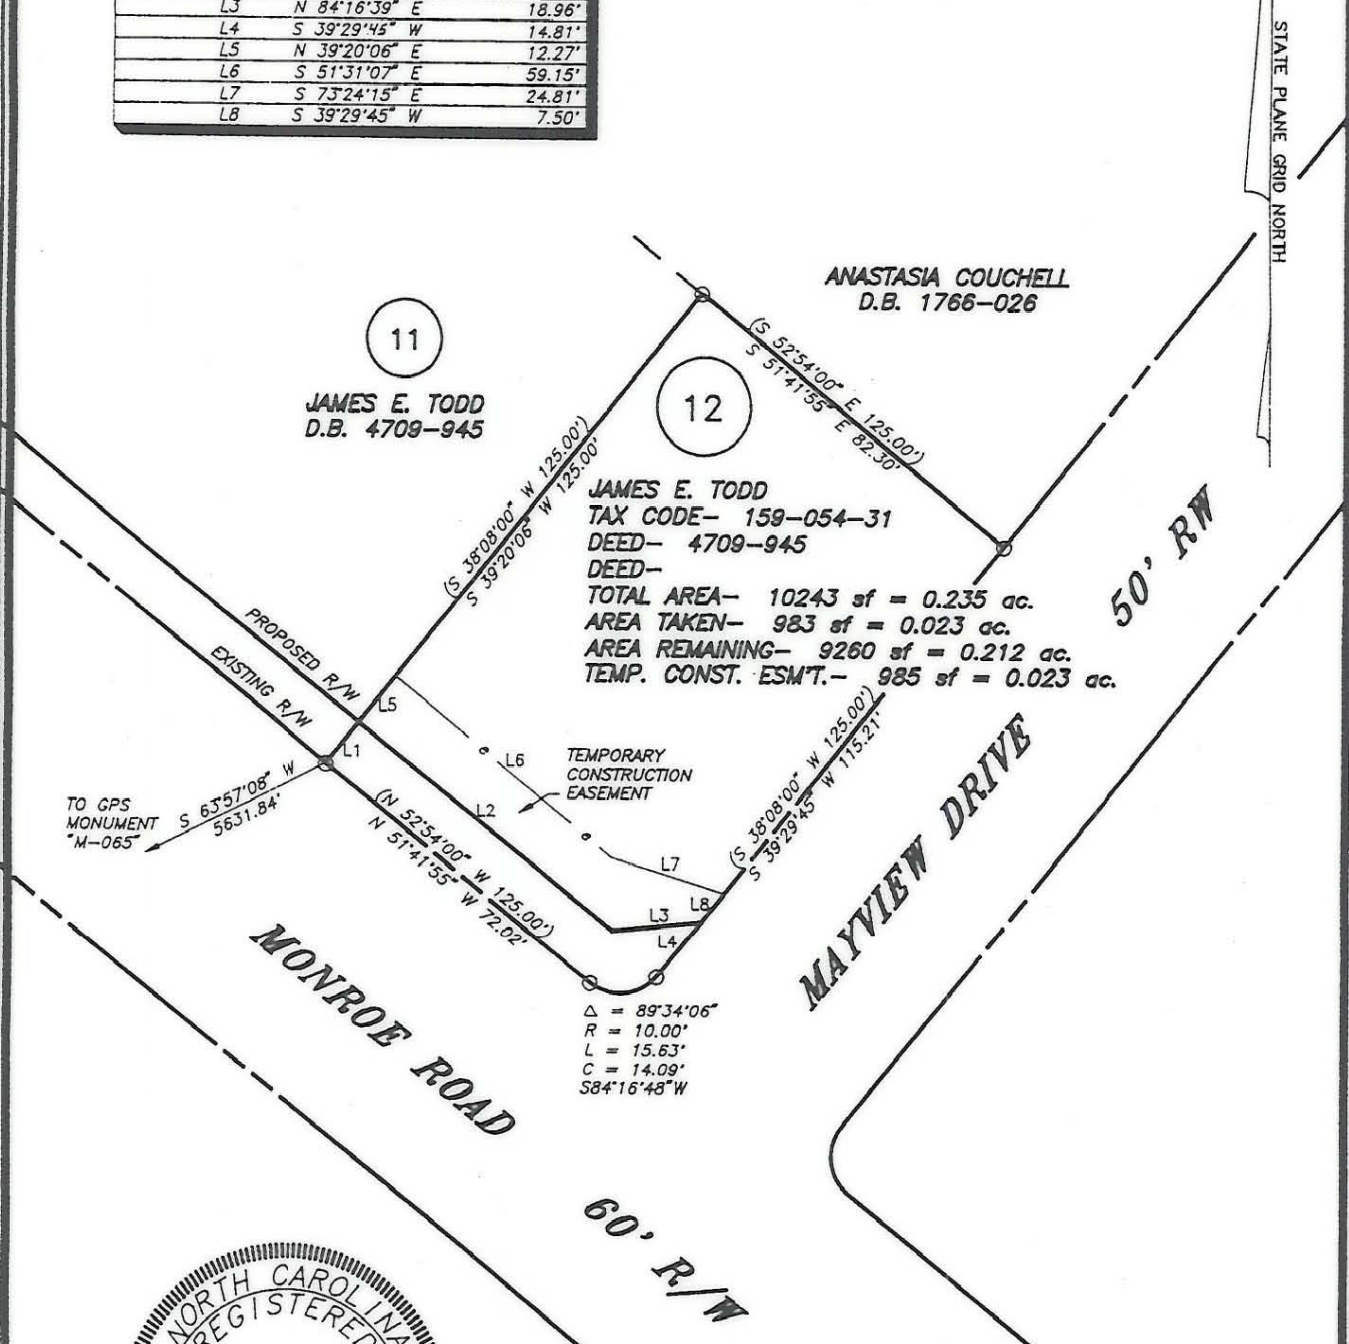 L3 N 84°16'39" E 18.96'
L4 S 39°29'45" W 14.81'
L5 N 39°20'06" E 12.27'
L6 S 51°31'07" E 59.15'
L7 S 73°24'15" E 24.81'
L8 S 39°29'45" W 7.50'
STATE PLANE GRID NORTH
ANASTASIA COUCHELL
D.B. 1766-026
11
JAMES E. TODD
D.B. 4709-945
(S 52°54'00" E 125.00')
S 51°41'55" E 82.30'
12
(S 38°08'00" W 125.00')
S 39°20'06" W 125.00'
JAMES E. TODD
TAX CODE- 159-054-31
DEED- 4709-945
DEED-
TOTAL AREA- 10243 sf = 0.235 ac.
AREA TAKEN- 983 sf = 0.023 ac.
AREA REMAINING- 9260 sf = 0.212 ac.
TEMP. CONST. ESM'T.- 985 sf = 0.023 ac.
50' RW
PROPOSED R/W
EXISTING R/W
L5
L1
e
L6
TEMPORARY
CONSTRUCTION
EASEMENT
L2
e
L7
(S 38°08'00" W 125.00')
S 39°29'45" W 115.21'
MAYVIEW DRIVE
TO GPS
MONUMENT
"M-065"
S 63°57'08" W
5631.84'
(N 52°54'00" W 125.00')
N 51°41'55" W 72.02'
L8
L3
L4
Δ = 89°34'06"
R = 10.00'
L = 15.63'
C = 14.09'
S84°16'48"W
MONROE ROAD
60' R/W
NORTH CAROLINA
REGISTERED